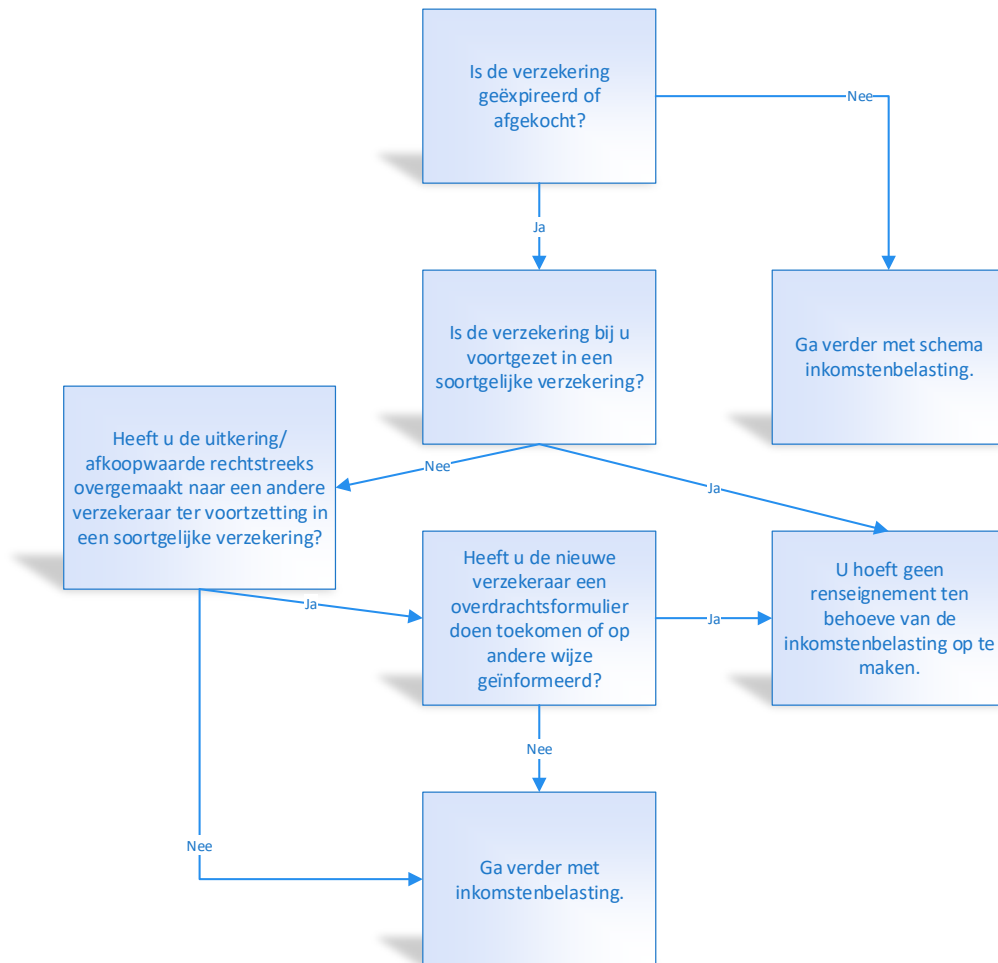 Is de verzekering
geëxpireerd of
afgekocht?
Nee
Ja
Is de verzekering bij u
voortgezet in een
soortgelijke verzekering?
Ga verder met schema
inkomstenbelasting.
Nee
Ja
Heeft u de uitkering/
afkoopwaarde rechtstreeks
overgemaakt naar een andere
verzekeraar ter voortzetting in
een soortgelijke verzekering?
Ja
Heeft u de nieuwe
verzekeraar een
overdrachtsformulier
doen toekomen of op
andere wijze
geïnformeerd?
Ja
U hoeft geen
renseignement ten
behoeve van de
inkomstenbelasting op te
maken.
Nee
Nee
Ga verder met
inkomstenbelasting.